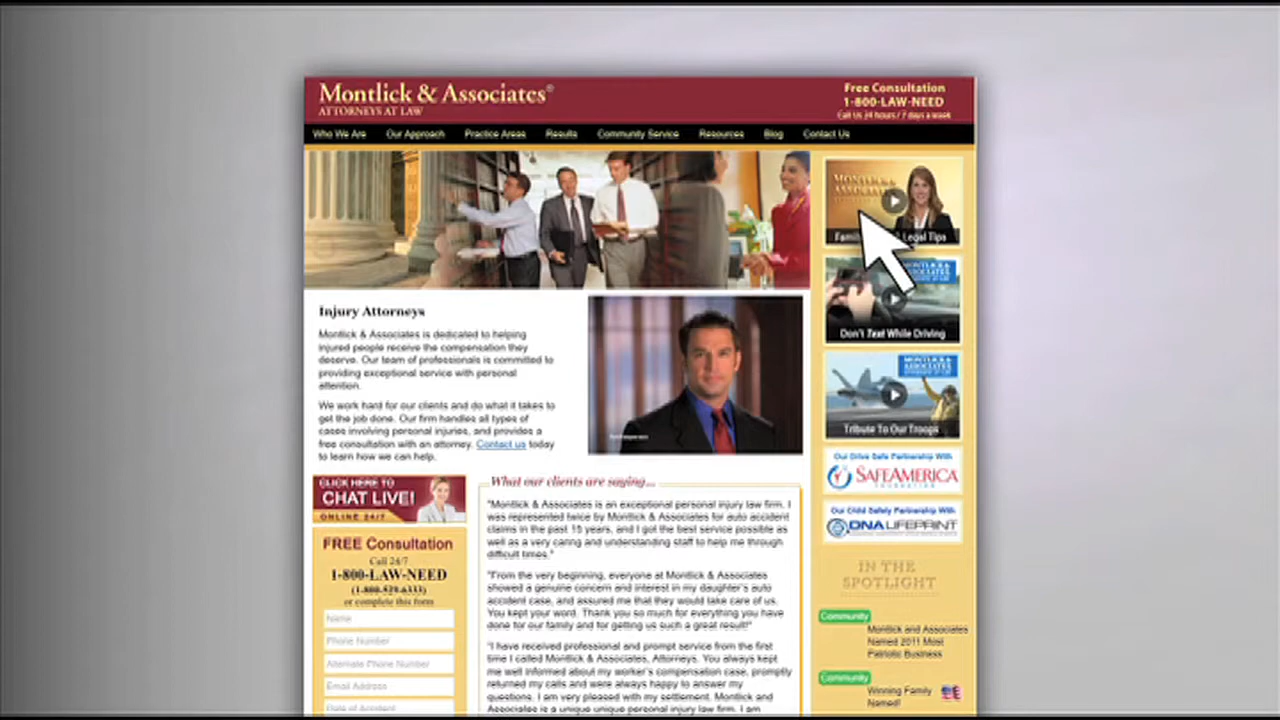 Montlick & Associates®
ATTORNEYS AT LAW
Free Consultation
1-800-LAW-NEED
Call Us 24 hours / 7 days a week
Who We Are
Our Approach
Practice Areas
Results
Community Service
Resources
Blog
Contact Us
Legal Tips
MONTLICK &
ASSOCIATES
Don't Text While Driving
MONTLICK &
ASSOCIATES
Tribute To Our Troops
Injury Attorneys
Montlick & Associates is dedicated to helping
injured people receive the compensation they
deserve. Our team of professionals is committed to
providing exceptional service with personal
attention.
We work hard for our clients and do what it takes to
get the job done. Our firm handles all types of
cases involving personal injuries, and provides a
free consultation with an attorney. Contact us today
to learn how we can help.
CLICK HERE TO
CHAT LIVE!
ONLINE 24/7
FREE Consultation
Call 24/7
1-800-LAW-NEED
(1-800-529-6333)
or complete this form
Name
Phone Number
Alternate Phone Number
Email Address
Date of Accident
What our clients are saying...
"Montlick & Associates is an exceptional personal injury law firm. I
was represented twice by Montlick & Associates for auto accident
claims in the past 15 years, and I got the best service possible as
well as a very caring and understanding staff to help me through
difficult times."
"From the very beginning, everyone at Montlick & Associates
showed a genuine concern and interest in my daughter's auto
accident case, and assured me that they would take care of us.
You kept your word. Thank you so much for everything you have
done for our family and for getting us such a great result!"
"I have received professional and prompt service from the first
time I called Montlick & Associates, Attorneys. You always kept
me well informed about my worker's compensation case, promptly
returned my calls and were always happy to answer my
questions. I am very pleased with my settlement. Montlick and
Associates is a unique unique personal injury law firm. I am
Our Drive Safe Partnership With
SAFEAMERICA
FOUNDATION
Our Child Safety Partnership With
DNA LIFEPRINT
IN THE
SPOTLIGHT
Community
Montlick and Associates
Named 2011 Most
Patriotic Business
Community
Winning Family
Named!